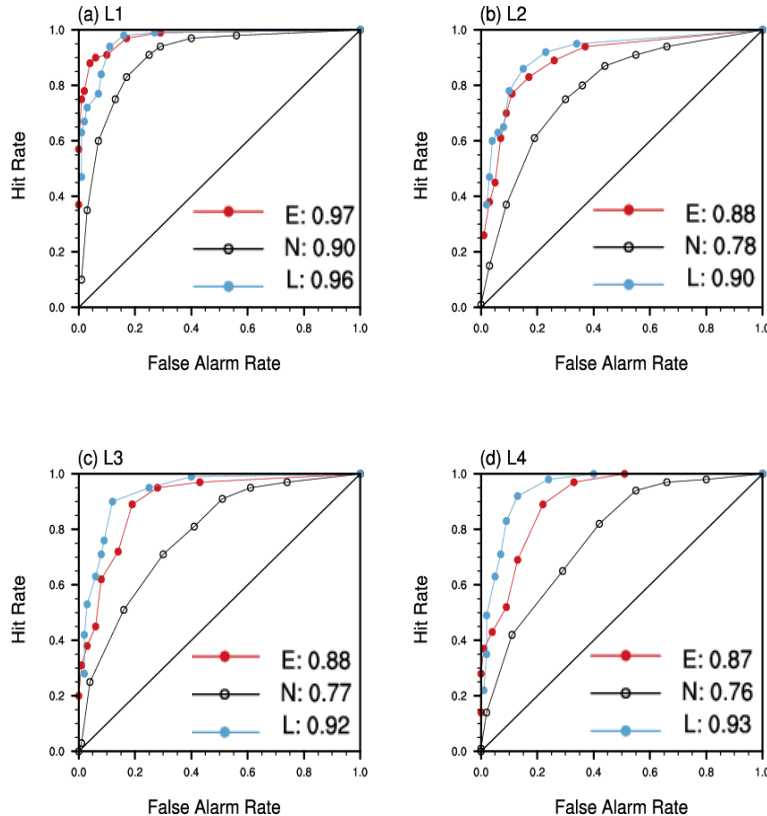 (a) L1
1.0
0.8
0.6
0.4
0.2
0.0
Hit Rate
E: 0.97
N: 0.90
L: 0.96
0.0 0.2 0.4 0.6 0.8 1.0
False Alarm Rate
(b) L2
1.0
0.8
0.6
0.4
0.2
0.0
Hit Rate
E: 0.88
N: 0.78
L: 0.90
0.0 0.2 0.4 0.6 0.8 1.0
False Alarm Rate
(c) L3
1.0
0.8
0.6
0.4
0.2
0.0
Hit Rate
E: 0.88
N: 0.77
L: 0.92
0.0 0.2 0.4 0.6 0.8 1.0
False Alarm Rate
(d) L4
1.0
0.8
0.6
0.4
0.2
0.0
Hit Rate
E: 0.87
N: 0.76
L: 0.93
0.0 0.2 0.4 0.6 0.8 1.0
False Alarm Rate